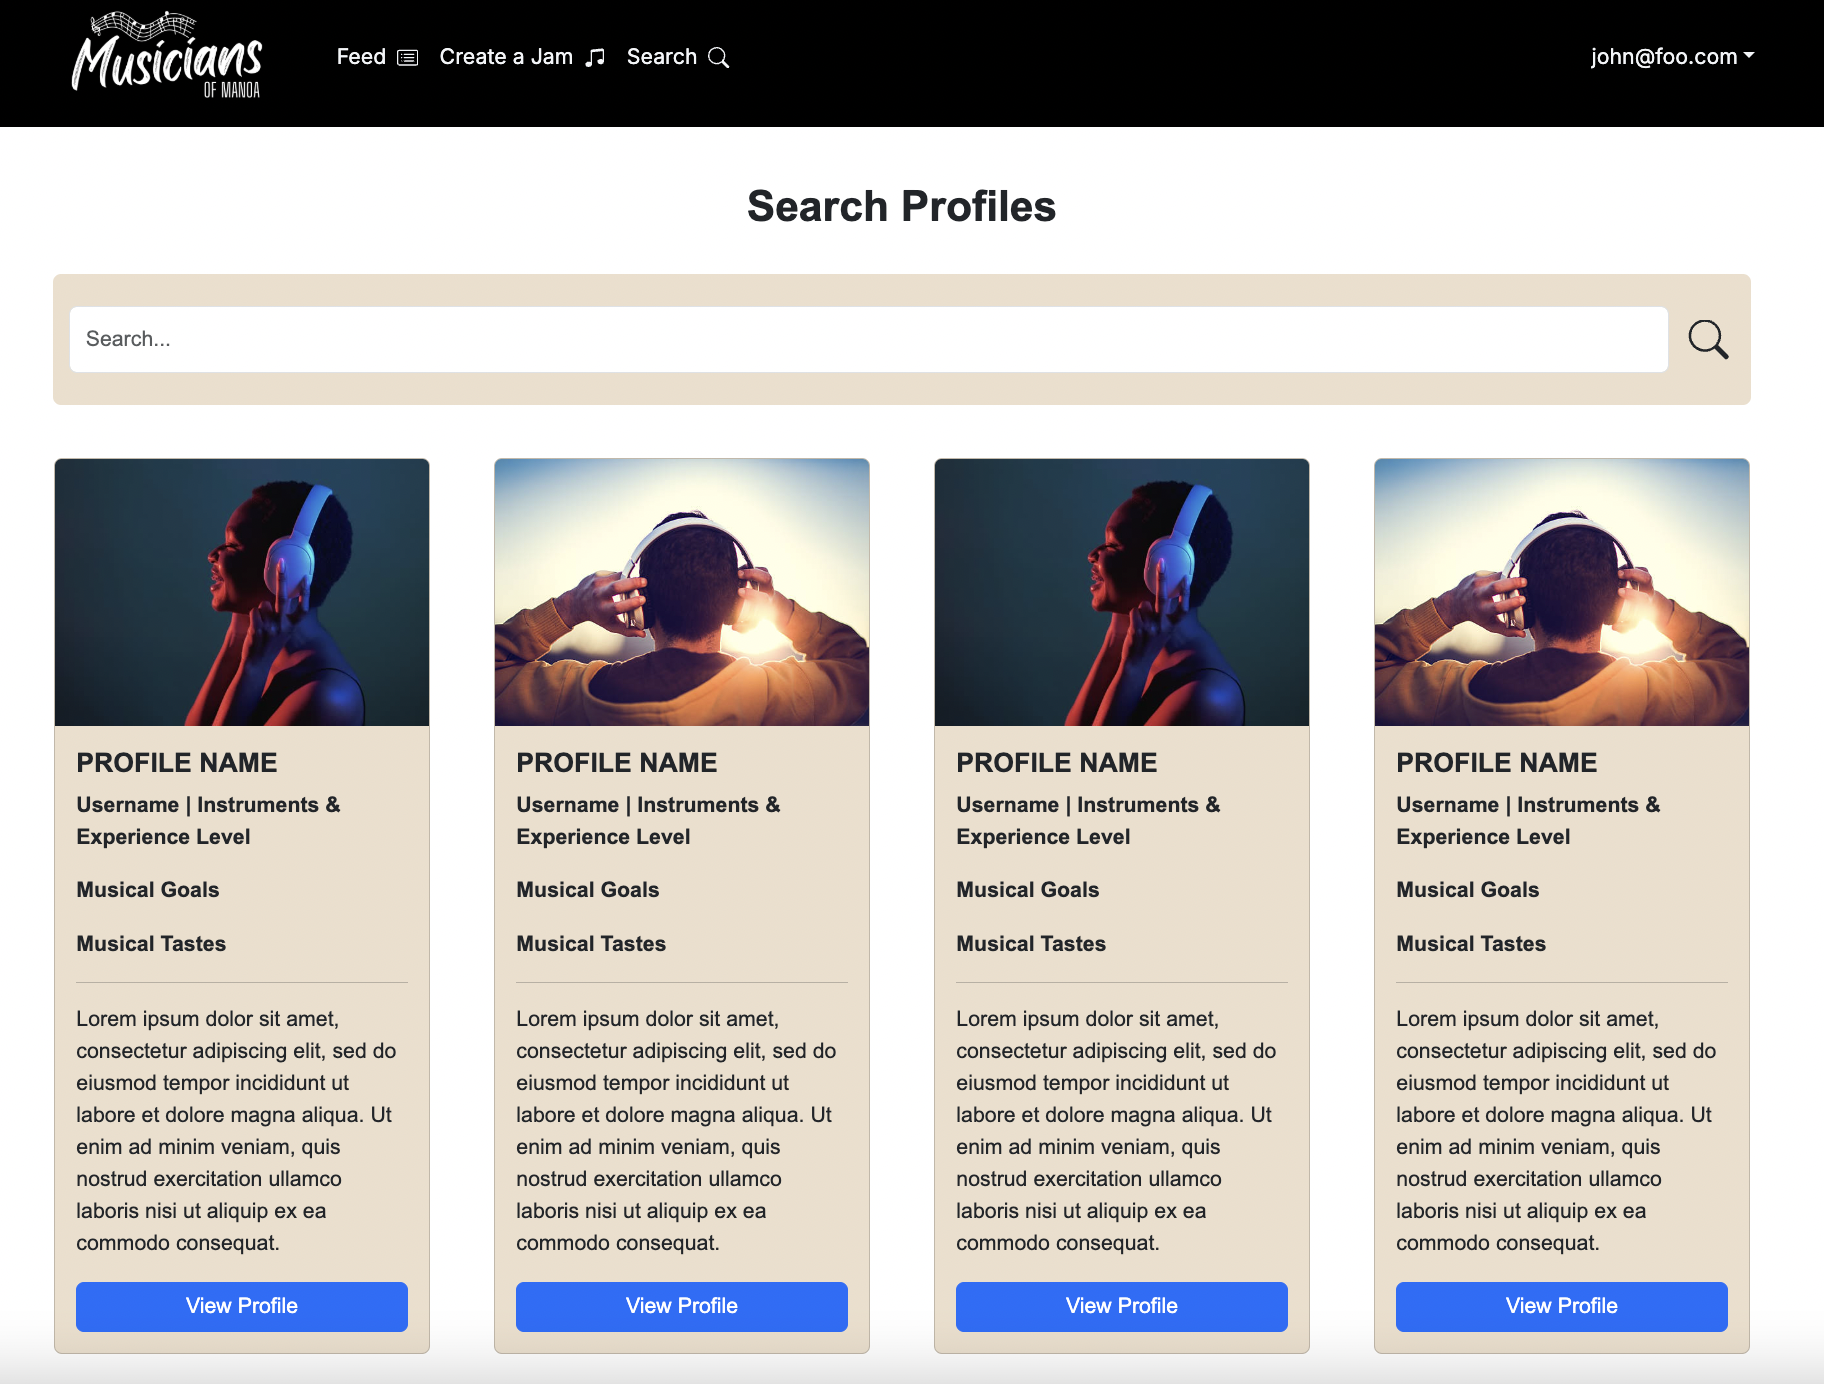 Musicians
OF MANOA
Feed
Create a Jam
Search
john@foo.com
Search Profiles
Search...
PROFILE NAME
Username | Instruments &
Experience Level
Musical Goals
Musical Tastes
Lorem ipsum dolor sit amet,
consectetur adipiscing elit, sed do
eiusmod tempor incididunt ut
labore et dolore magna aliqua. Ut
enim ad minim veniam, quis
nostrud exercitation ullamco
laboris nisi ut aliquip ex ea
commodo consequat.
View Profile
PROFILE NAME
Username | Instruments &
Experience Level
Musical Goals
Musical Tastes
Lorem ipsum dolor sit amet,
consectetur adipiscing elit, sed do
eiusmod tempor incididunt ut
labore et dolore magna aliqua. Ut
enim ad minim veniam, quis
nostrud exercitation ullamco
laboris nisi ut aliquip ex ea
commodo consequat.
View Profile
PROFILE NAME
Username | Instruments &
Experience Level
Musical Goals
Musical Tastes
Lorem ipsum dolor sit amet,
consectetur adipiscing elit, sed do
eiusmod tempor incididunt ut
labore et dolore magna aliqua. Ut
enim ad minim veniam, quis
nostrud exercitation ullamco
laboris nisi ut aliquip ex ea
commodo consequat.
View Profile
PROFILE NAME
Username | Instruments &
Experience Level
Musical Goals
Musical Tastes
Lorem ipsum dolor sit amet,
consectetur adipiscing elit, sed do
eiusmod tempor incididunt ut
labore et dolore magna aliqua. Ut
enim ad minim veniam, quis
nostrud exercitation ullamco
laboris nisi ut aliquip ex ea
commodo consequat.
View Profile